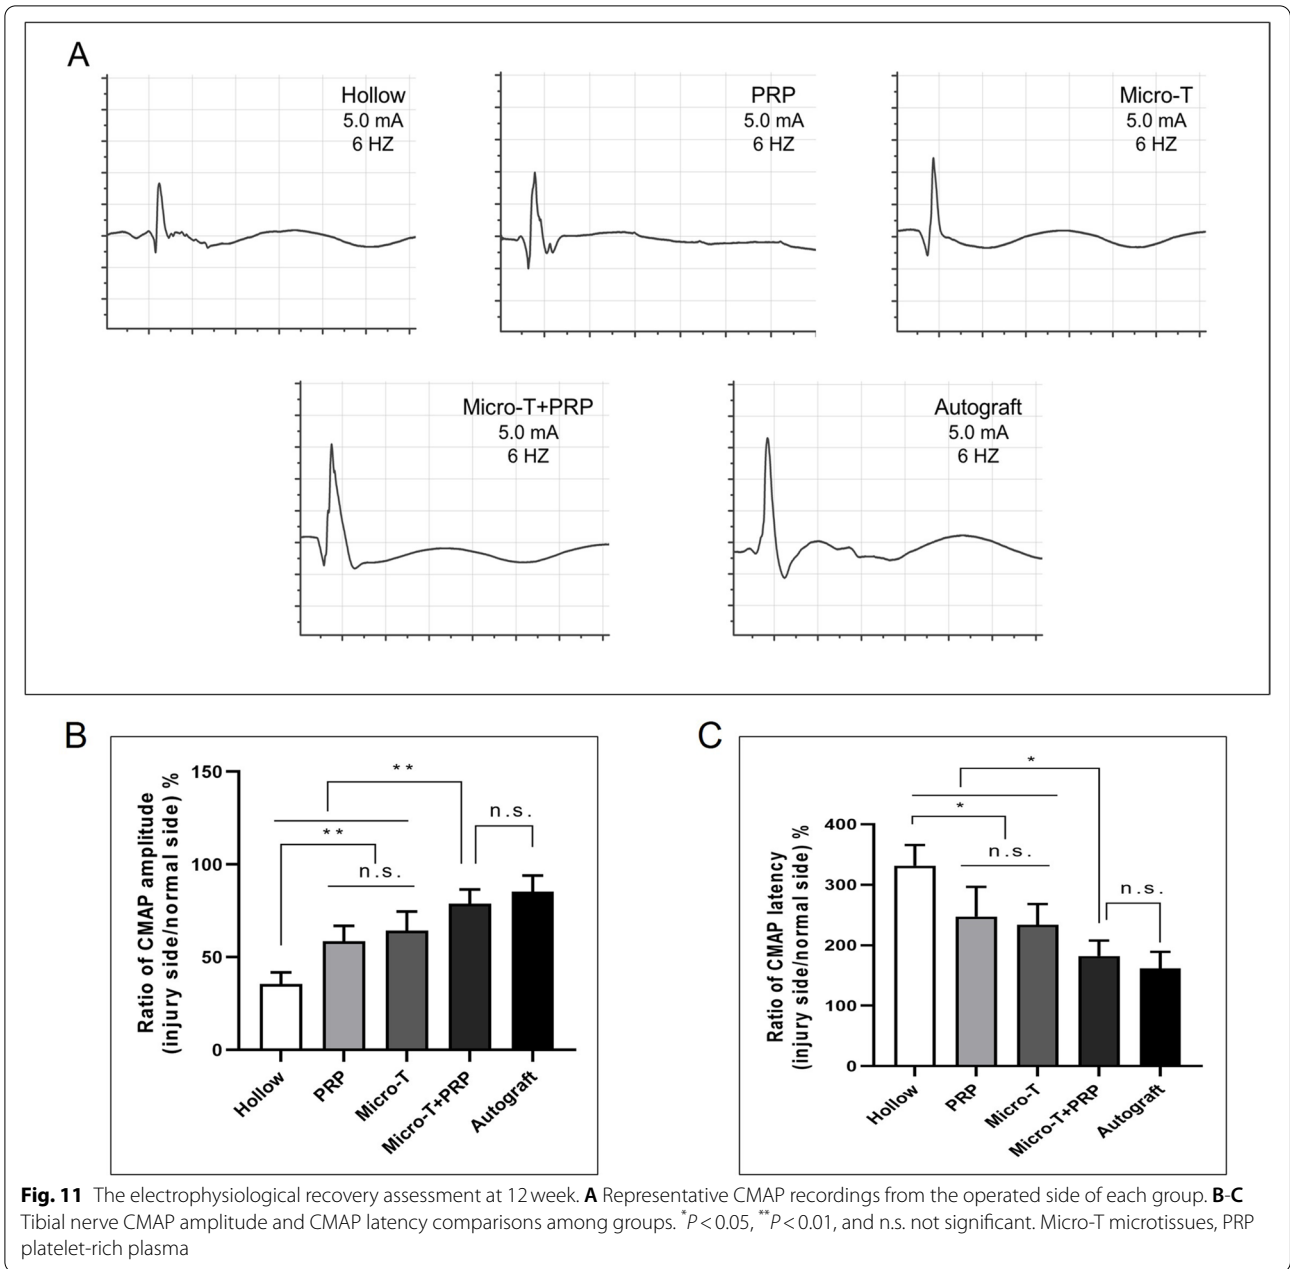 A
Hollow
5.0 mA
6 HZ
PRP
5.0 mA
6 HZ
Micro-T
5.0 mA
6 HZ
Micro-T+PRP
5.0 mA
6 HZ
Autograft
5.0 mA
6 HZ
B
Ratio of CMAP amplitude
(injury side/normal side) %
150
100
50
0
**
**
n.s.
n.s.
Hollow
PRP
Micro-T
Micro-T+PRP
Autograft
C
Ratio of CMAP latency
(injury side/normal side) %
400
300
200
100
0
*
*
n.s.
n.s.
Hollow
PRP
Micro-T
Micro-T+PRP
Autograft
Fig. 11 The electrophysiological recovery assessment at 12 week. A Representative CMAP recordings from the operated side of each group. B-C
Tibial nerve CMAP amplitude and CMAP latency comparisons among groups. *P < 0.05, **P < 0.01, and n.s. not significant. Micro-T microtissues, PRP
platelet-rich plasma